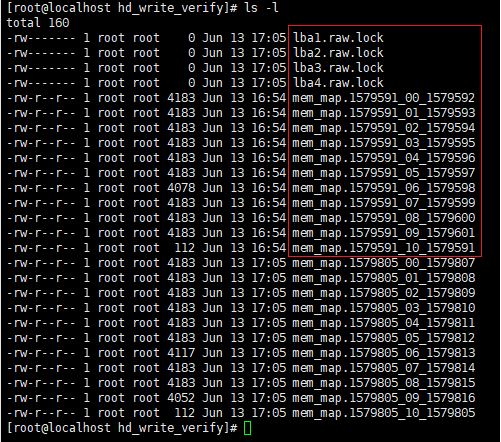 [root@localhost hd_write_verify]# ls -l
total 160
-rw------- 1 root root    0 Jun 13 17:05 lba1.raw.lock
-rw------- 1 root root    0 Jun 13 17:05 lba2.raw.lock
-rw------- 1 root root    0 Jun 13 17:05 lba3.raw.lock
-rw------- 1 root root    0 Jun 13 17:05 lba4.raw.lock
-rw-r--r-- 1 root root 4183 Jun 13 16:54 mem_map.1579591_00_1579592
-rw-r--r-- 1 root root 4183 Jun 13 16:54 mem_map.1579591_01_1579593
-rw-r--r-- 1 root root 4183 Jun 13 16:54 mem_map.1579591_02_1579594
-rw-r--r-- 1 root root 4183 Jun 13 16:54 mem_map.1579591_03_1579595
-rw-r--r-- 1 root root 4183 Jun 13 16:54 mem_map.1579591_04_1579596
-rw-r--r-- 1 root root 4183 Jun 13 16:54 mem_map.1579591_05_1579597
-rw-r--r-- 1 root root 4078 Jun 13 16:54 mem_map.1579591_06_1579598
-rw-r--r-- 1 root root 4183 Jun 13 16:54 mem_map.1579591_07_1579599
-rw-r--r-- 1 root root 4183 Jun 13 16:54 mem_map.1579591_08_1579600
-rw-r--r-- 1 root root 4183 Jun 13 16:54 mem_map.1579591_09_1579601
-rw-r--r-- 1 root root  112 Jun 13 16:54 mem_map.1579591_10_1579591
-rw-r--r-- 1 root root 4183 Jun 13 17:05 mem_map.1579805_00_1579807
-rw-r--r-- 1 root root 4183 Jun 13 17:05 mem_map.1579805_01_1579808
-rw-r--r-- 1 root root 4183 Jun 13 17:05 mem_map.1579805_02_1579809
-rw-r--r-- 1 root root 4183 Jun 13 17:05 mem_map.1579805_03_1579810
-rw-r--r-- 1 root root 4183 Jun 13 17:05 mem_map.1579805_04_1579811
-rw-r--r-- 1 root root 4183 Jun 13 17:05 mem_map.1579805_05_1579812
-rw-r--r-- 1 root root 4117 Jun 13 17:05 mem_map.1579805_06_1579813
-rw-r--r-- 1 root root 4183 Jun 13 17:05 mem_map.1579805_07_1579814
-rw-r--r-- 1 root root 4183 Jun 13 17:05 mem_map.1579805_08_1579815
-rw-r--r-- 1 root root 4052 Jun 13 17:05 mem_map.1579805_09_1579816
-rw-r--r-- 1 root root  112 Jun 13 17:05 mem_map.1579805_10_1579805
[root@localhost hd_write_verify]#